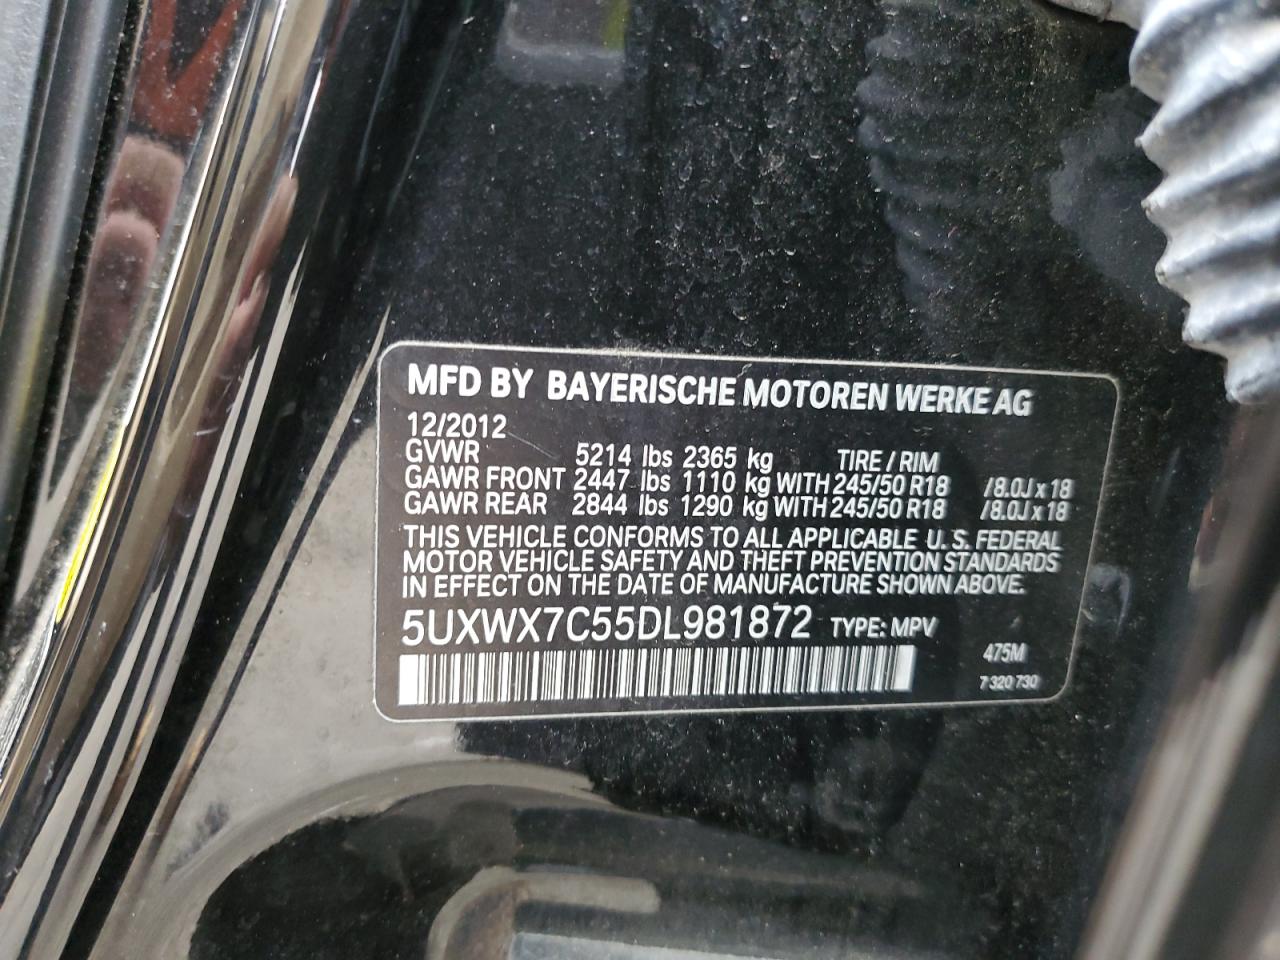 MFD BY BAYERISCHE MOTOREN WERKE AG
12/2012
GVWR 5214 lbs 2365 kg TIRE / RIM
GAWR FRONT 2447 lbs 1110 kg WITH 245/50 R18 /8.0J x 18
GAWR REAR 2844 lbs 1290 kg WITH 245/50 R18 /8.0J x 18
THIS VEHICLE CONFORMS TO ALL APPLICABLE U. S. FEDERAL
MOTOR VEHICLE SAFETY AND THEFT PREVENTION STANDARDS
IN EFFECT ON THE DATE OF MANUFACTURE SHOWN ABOVE.
5UXWX7C55DL981872 TYPE: MPV
475M
7 320 730